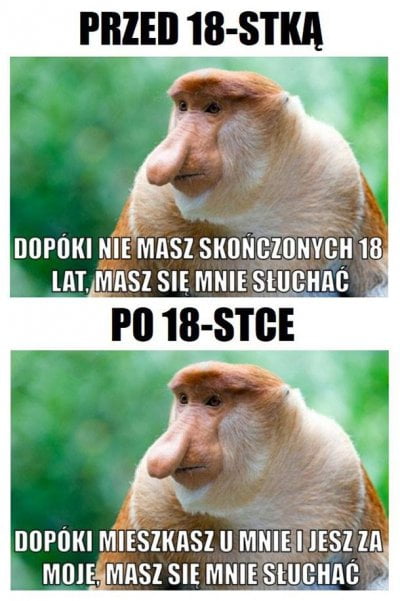 PRZED 18-STKĄ
DOPÓKI NIE MASZ SKOŃCZONYCH 18
LAT, MASZ SIĘ MNIE SŁUCHAĆ
PO 18-STCE
DOPÓKI MIESZKASZ U MNIE I JESZ ZA
MOJE, MASZ SIĘ MNIE SŁUCHAĆ